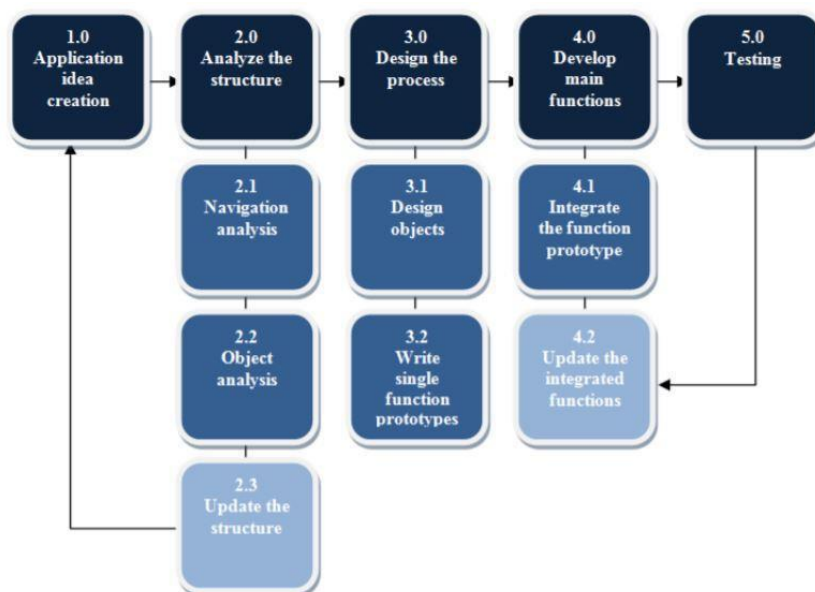 1.0
Application
idea
creation
2.0
Analyze the
structure
3.0
Design the
process
4.0
Develop
main
functions
5.0
Testing
2.1
Navigation
analysis
3.1
Design
objects
4.1
Integrate
the function
prototype
2.2
Object
analysis
3.2
Write
single
function
prototypes
4.2
Update the
integrated
functions
2.3
Update the
structure